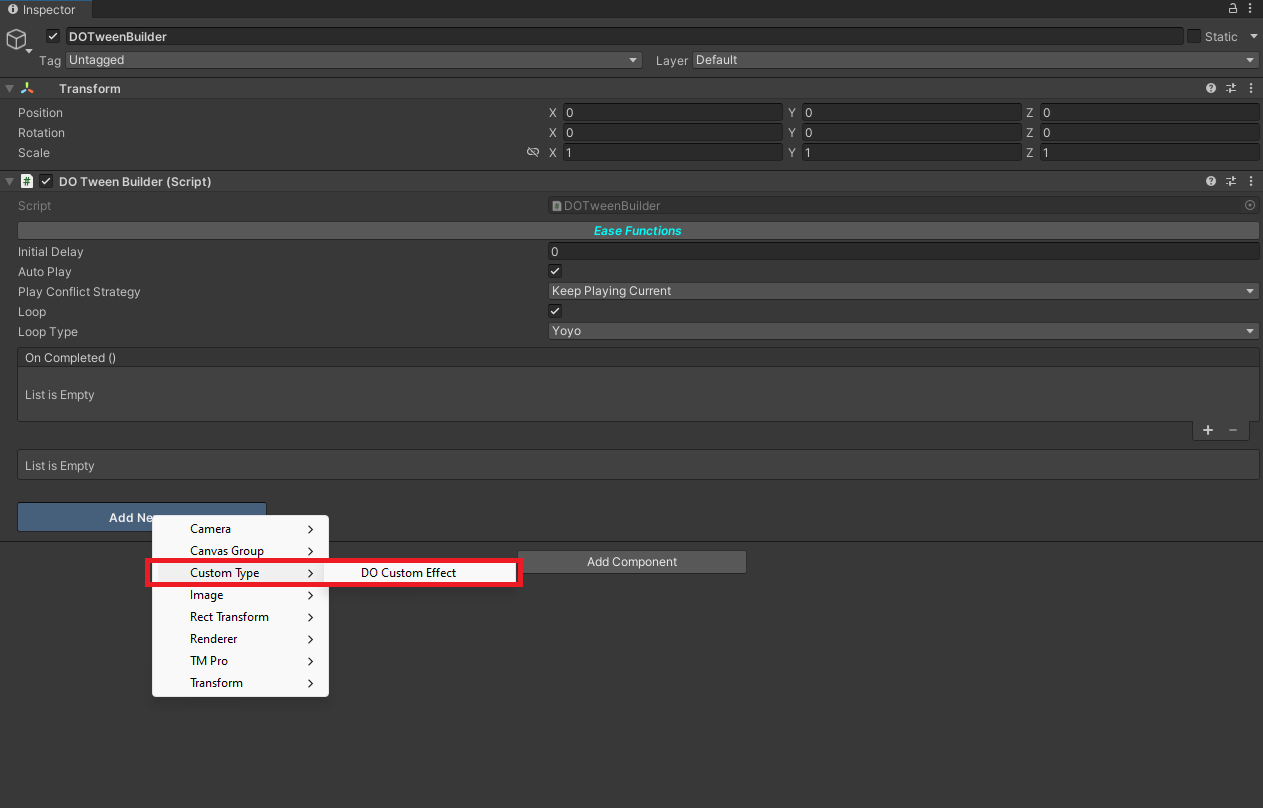 Inspector
DOTweenBuilder Static
Tag Untagged Layer Default
Transform
Position X 0 Y 0 Z 0
Rotation X 0 Y 0 Z 0
Scale X 1 Y 1 Z 1
# DO Tween Builder (Script)
Script DOTweenBuilder
Ease Functions
Initial Delay 0
Auto Play
Play Conflict Strategy Keep Playing Current
Loop
Loop Type Yoyo
On Completed ()
List is Empty
+ −
List is Empty
Add Ne
Camera
Canvas Group
Add Component
Custom Type DO Custom Effect
Image
Rect Transform
Renderer
TM Pro
Transform